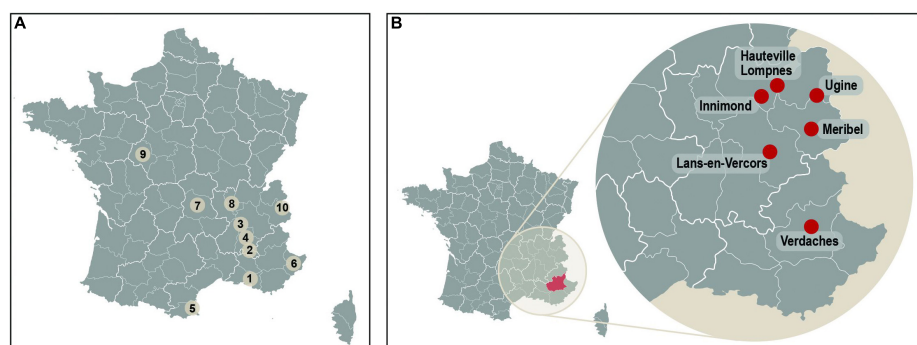 A
9
7
8
10
3
4
2
6
1
5
B
Hauteville
Lompnes
Ugine
Innimond
Meribel
Lans-en-Vercors
Verdaches